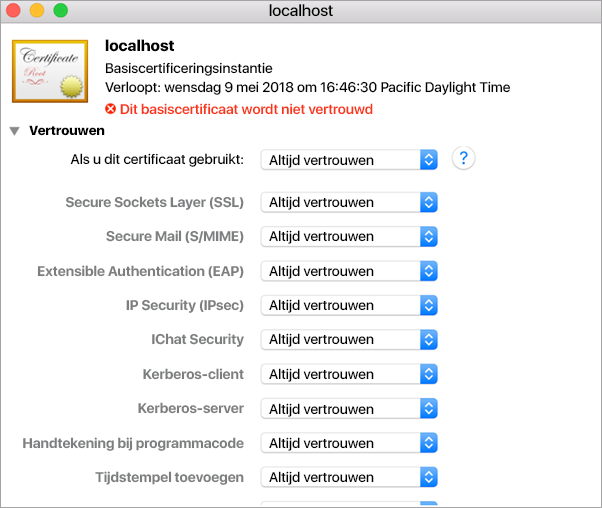 localhost
Certificate
Root
localhost
Basiscertificeringsinstantie
Verloopt: wensdag 9 mei 2018 om 16:46:30 Pacific Daylight Time
Dit basiscertificaat wordt niet vertrouwd
Vertrouwen
Als u dit certificaat gebruikt: Altijd vertrouwen ?
Secure Sockets Layer (SSL) Altijd vertrouwen
Secure Mail (S/MIME) Altijd vertrouwen
Extensible Authentication (EAP) Altijd vertrouwen
IP Security (IPsec) Altijd vertrouwen
IChat Security Altijd vertrouwen
Kerberos-client Altijd vertrouwen
Kerberos-server Altijd vertrouwen
Handtekening bij programmacode Altijd vertrouwen
Tijdstempel toevoegen Altijd vertrouwen